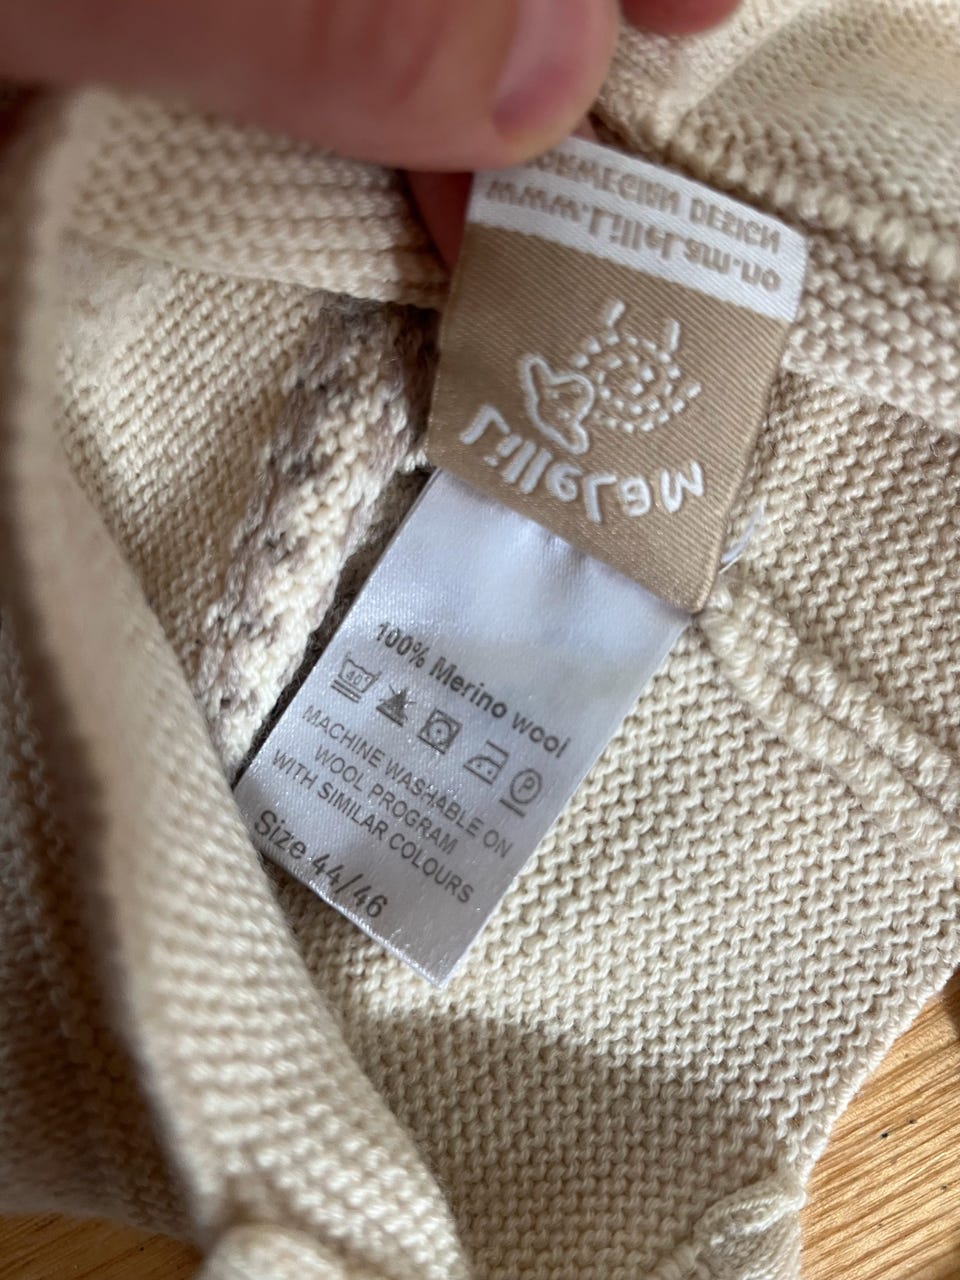 NORWEGIAN DESIGN
www.LilleLam.no
LilleLam
100% Merino wool
40
P
MACHINE WASHABLE ON
WOOL PROGRAM
WITH SIMILAR COLOURS
Size 44/46